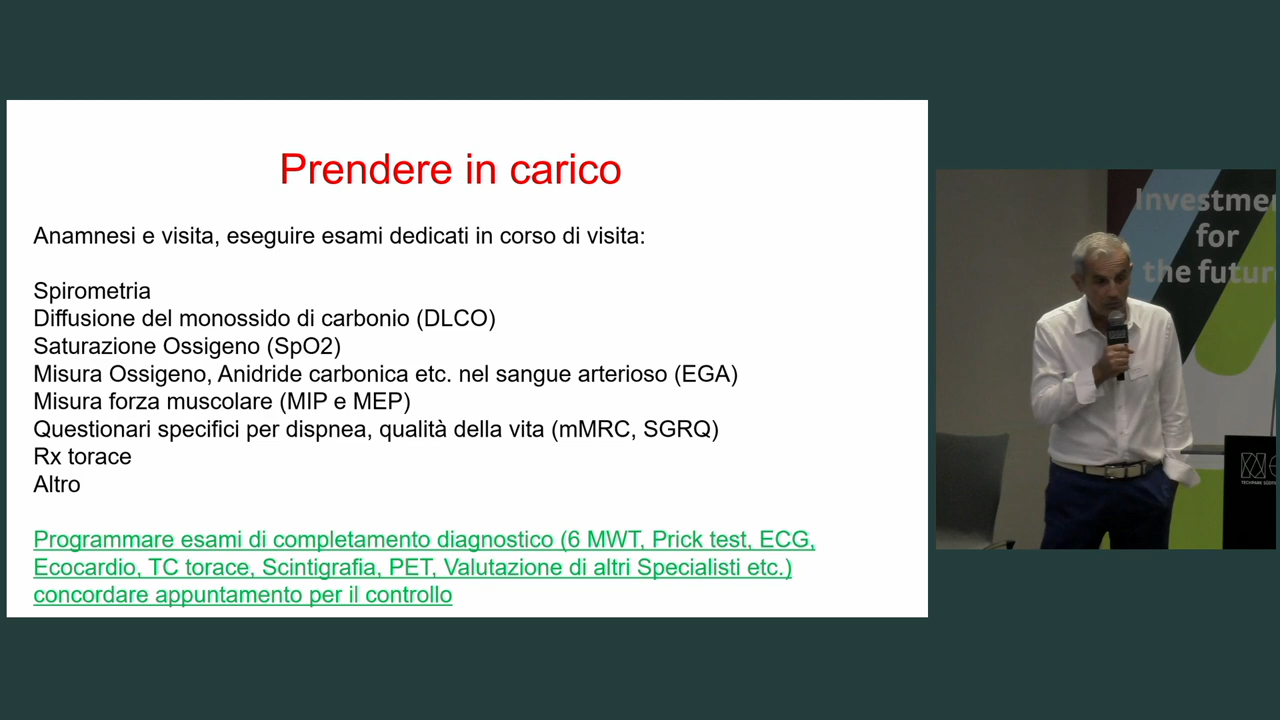 Prendere in carico
Anamnesi e visita, eseguire esami dedicati in corso di visita:
Spirometria
Diffusione del monossido di carbonio (DLCO)
Saturazione Ossigeno (SpO2)
Misura Ossigeno, Anidride carbonica etc. nel sangue arterioso (EGA)
Misura forza muscolare (MIP e MEP)
Questionari specifici per dispnea, qualità della vita (mMRC, SGRQ)
Rx torace
Altro
Programmare esami di completamento diagnostico (6 MWT, Prick test, ECG,
Ecocardio, TC torace, Scintigrafia, PET, Valutazione di altri Specialisti etc.)
concordare appuntamento per il controllo
Investme
for
the futur